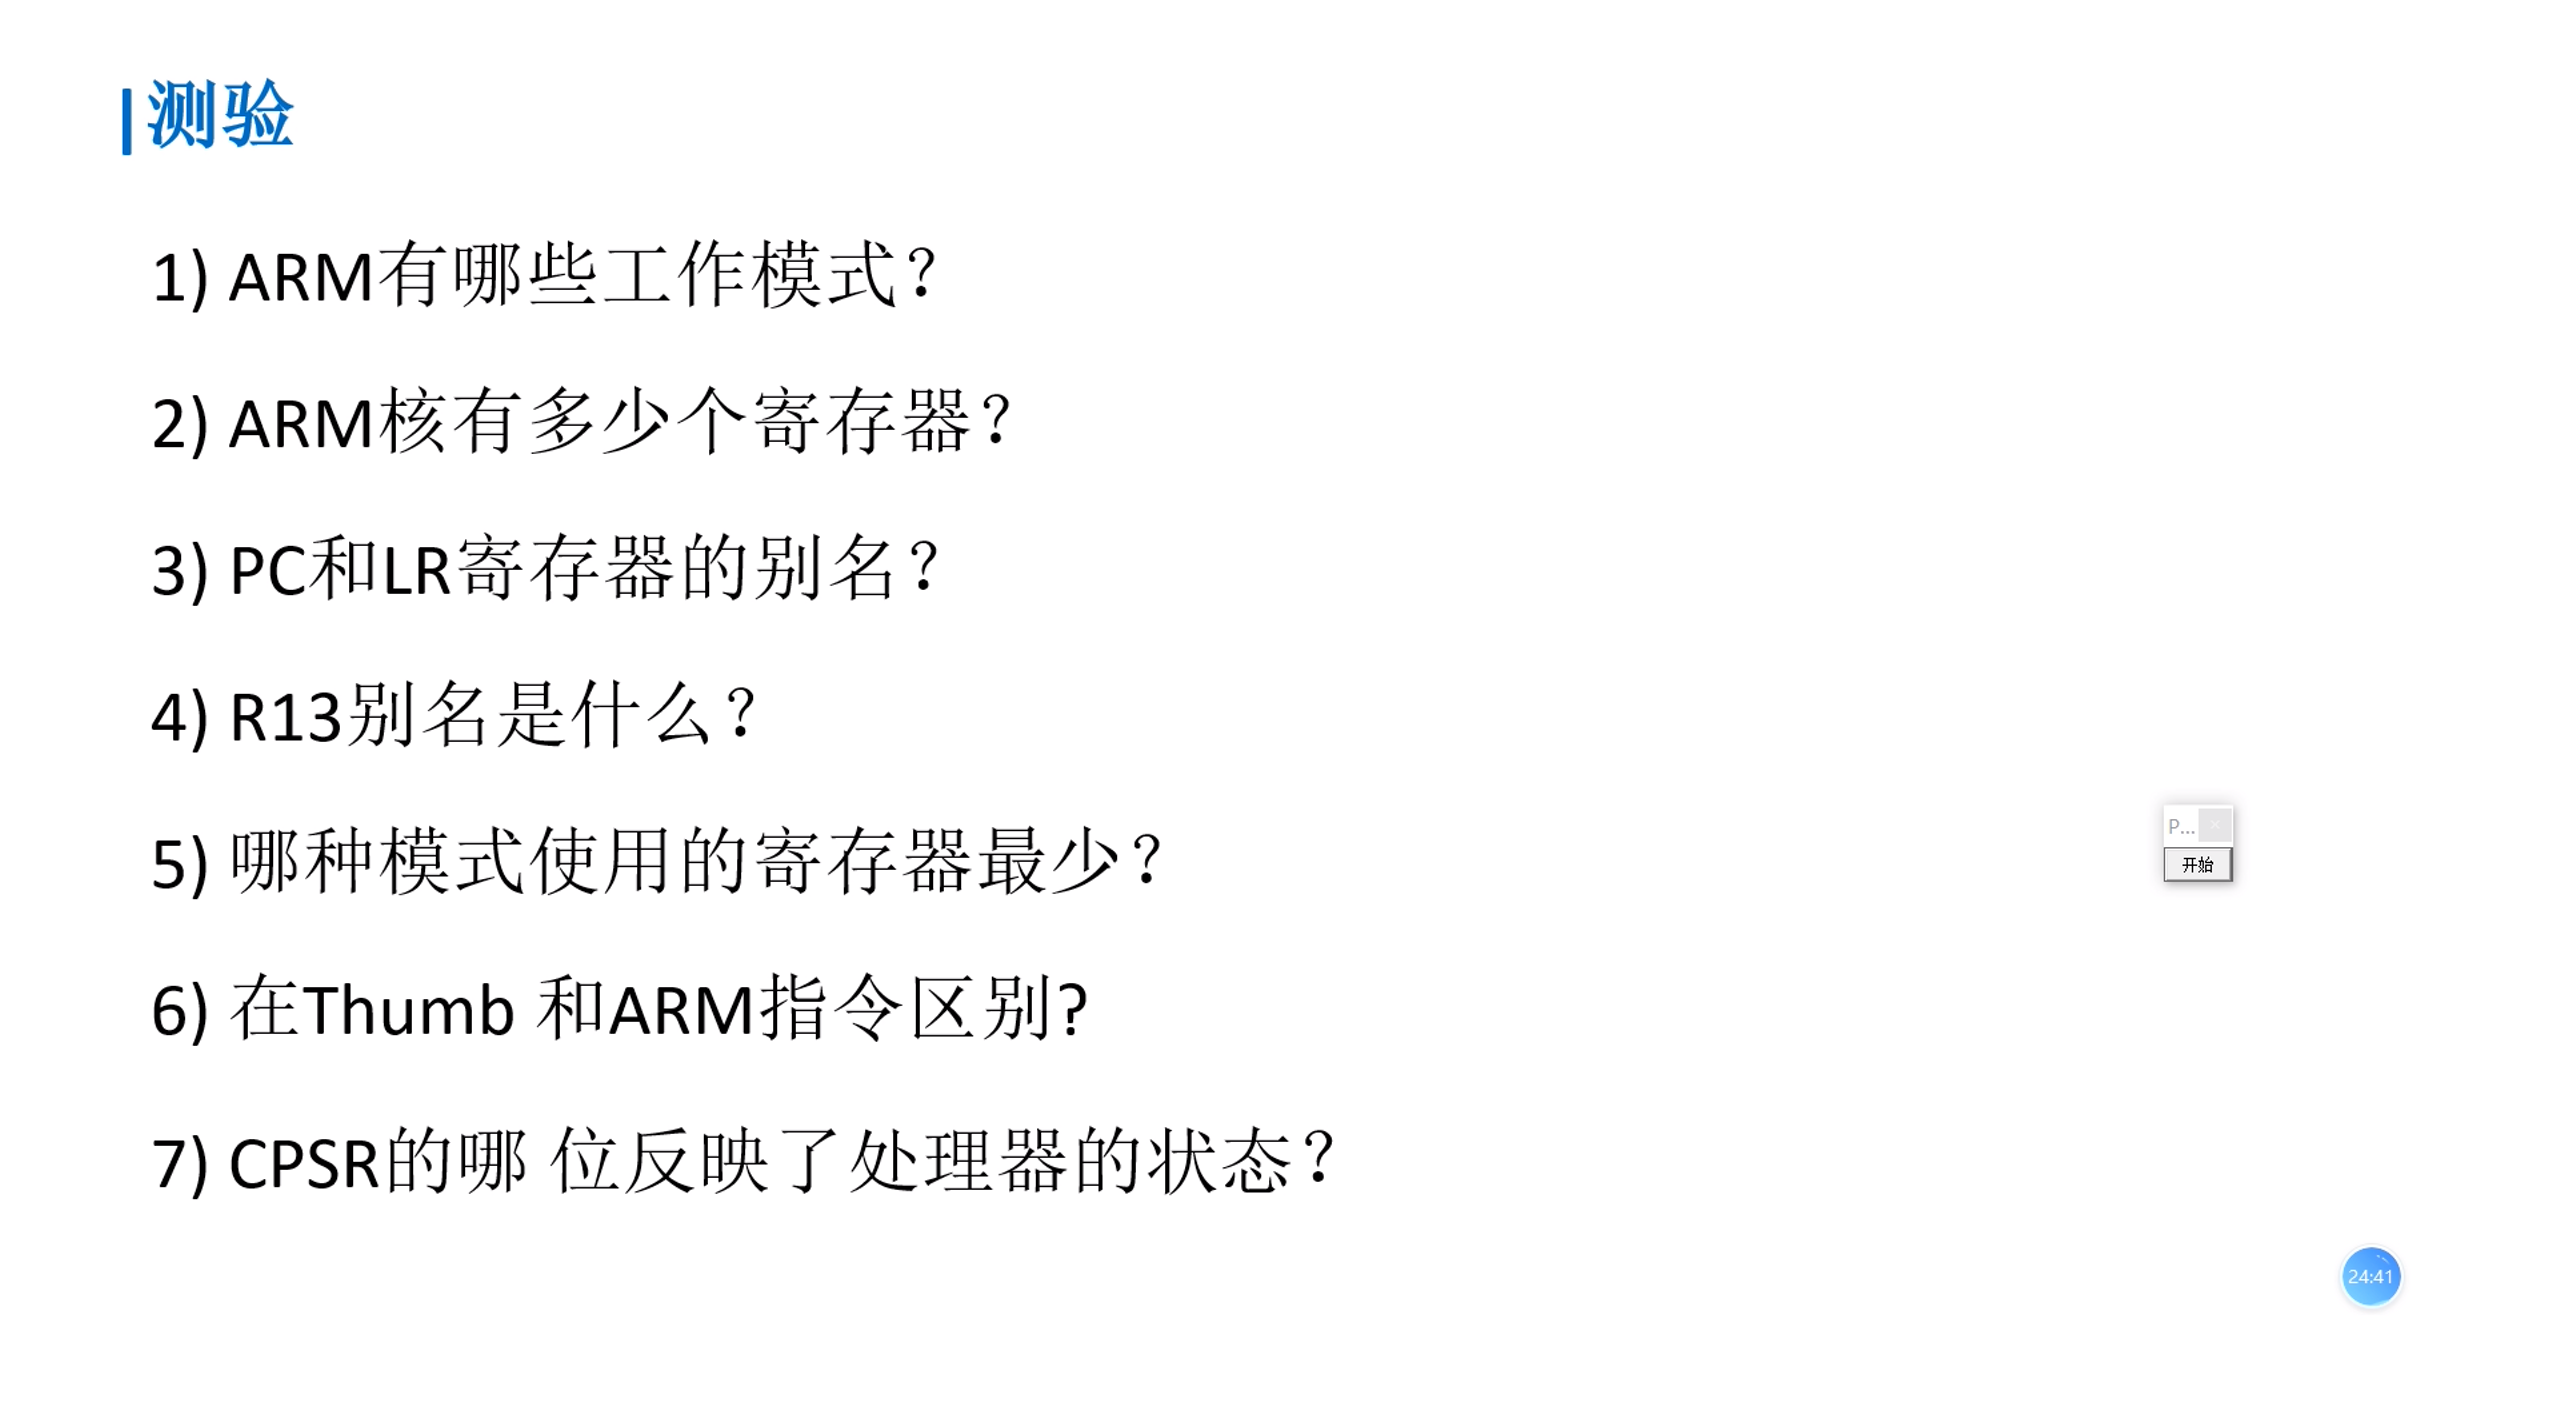 测验
1) ARM有哪些工作模式？
2) ARM核有多少个寄存器？
3) PC和LR寄存器的别名？
4) R13别名是什么？
5) 哪种模式使用的寄存器最少？
6) 在Thumb 和ARM指令区别?
7) CPSR的哪 位反映了处理器的状态？
P...
开始
24:41